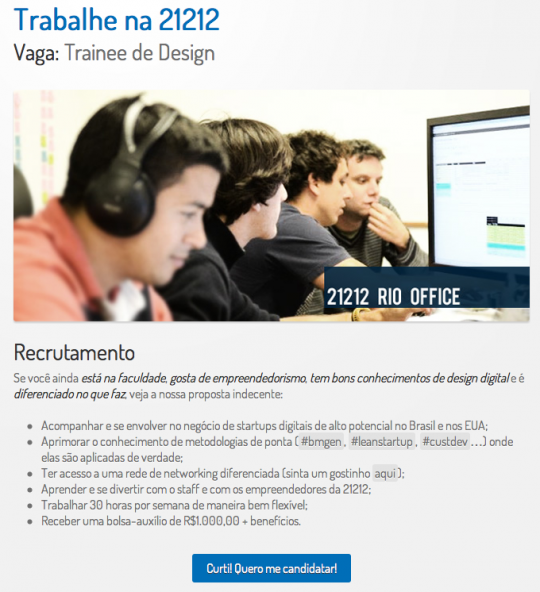 Trabalhe na 21212
Vaga: Trainee de Design
21212 RIO OFFICE
Recrutamento
Se você ainda está na faculdade, gosta de empreendedorismo, tem bons conhecimentos de design digital e é
diferenciado no que faz, veja a nossa proposta indecente:
• Acompanhar e se envolver no negócio de startups digitais de alto potencial no Brasil e nos EUA;
• Aprimorar o conhecimento de metodologias de ponta ( #bmgen , #leanstartup , #custdev ...) onde
elas são aplicadas de verdade;
• Ter acesso a uma rede de networking diferenciada (sinta um gostinho aqui );
• Aprender e se divertir com o staff e com os empreendedores da 21212;
• Trabalhar 30 horas por semana de maneira bem flexível;
• Receber uma bolsa-auxílio de R$1.000,00 + benefícios.
Curti! Quero me candidatar!